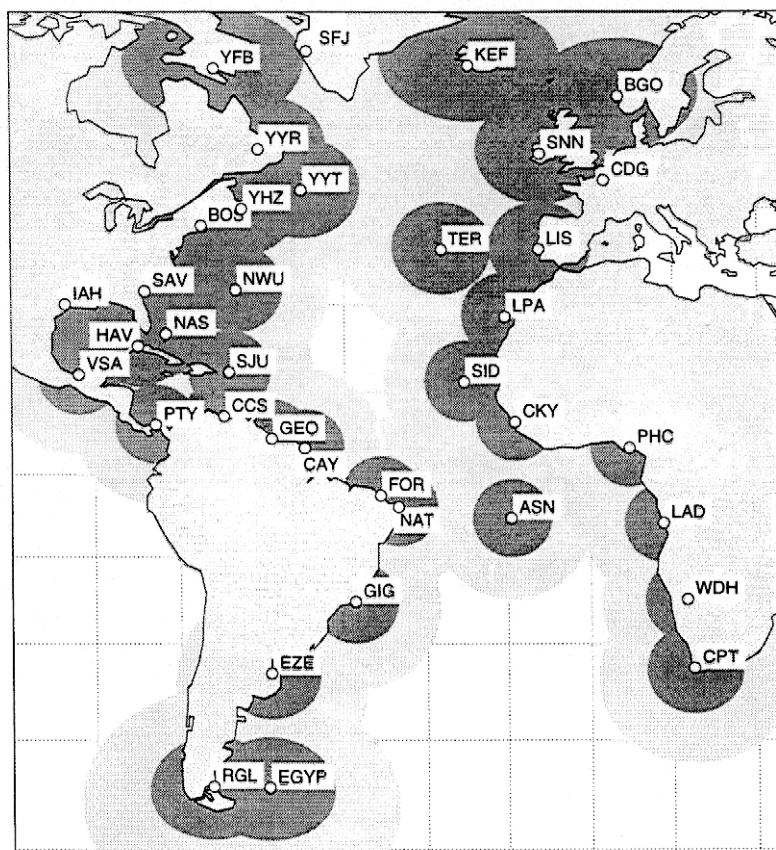 SFJ
YFB
KEF
BGO
YYR
SNN
CDG
YYT
YHZ
BOS
TER
LIS
IAH
SAV
NWU
LPA
HAV
NAS
VSA
SJU
SID
PTY
CCS
GEO
CKY
CAY
PHC
FOR
NAT
ASN
LAD
GIG
WDH
EZE
CPT
RGL
EGYP